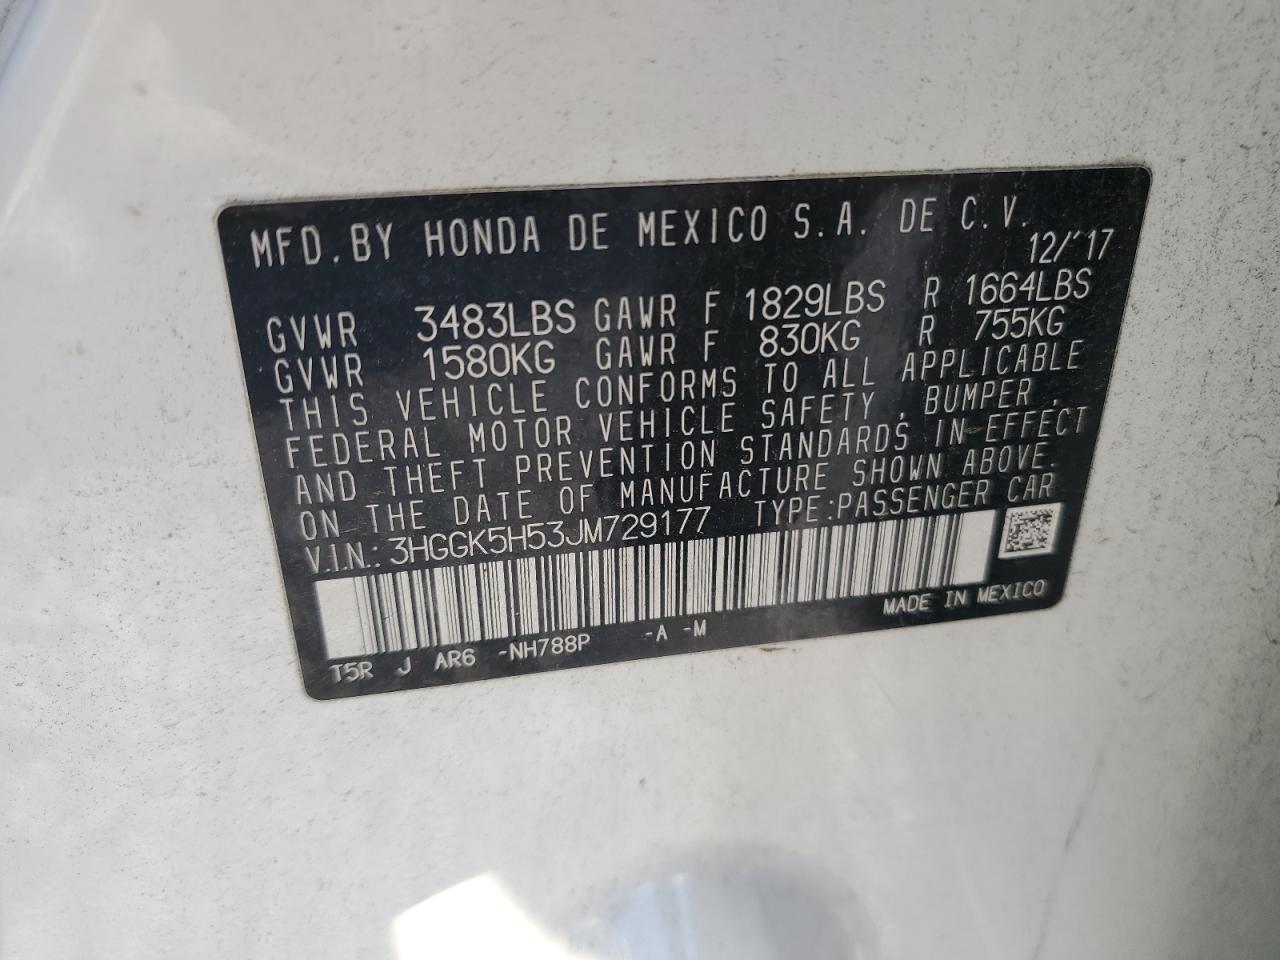 MFD.BY HONDA DE MEXICO S.A. DE C.V.
12/'17
GVWR 3483LBS GAWR F 1829LBS R 1664LBS
GVWR 1580KG GAWR F 830KG R 755KG
THIS VEHICLE CONFORMS TO ALL APPLICABLE
FEDERAL MOTOR VEHICLE SAFETY, BUMPER,
AND THEFT PREVENTION STANDARDS IN EFFECT
ON THE DATE OF MANUFACTURE SHOWN ABOVE.
V.I.N.: 3HGGK5H53JM729177 TYPE:PASSENGER CAR
MADE IN MEXICO
T5R J AR6 -NH788P -A -M